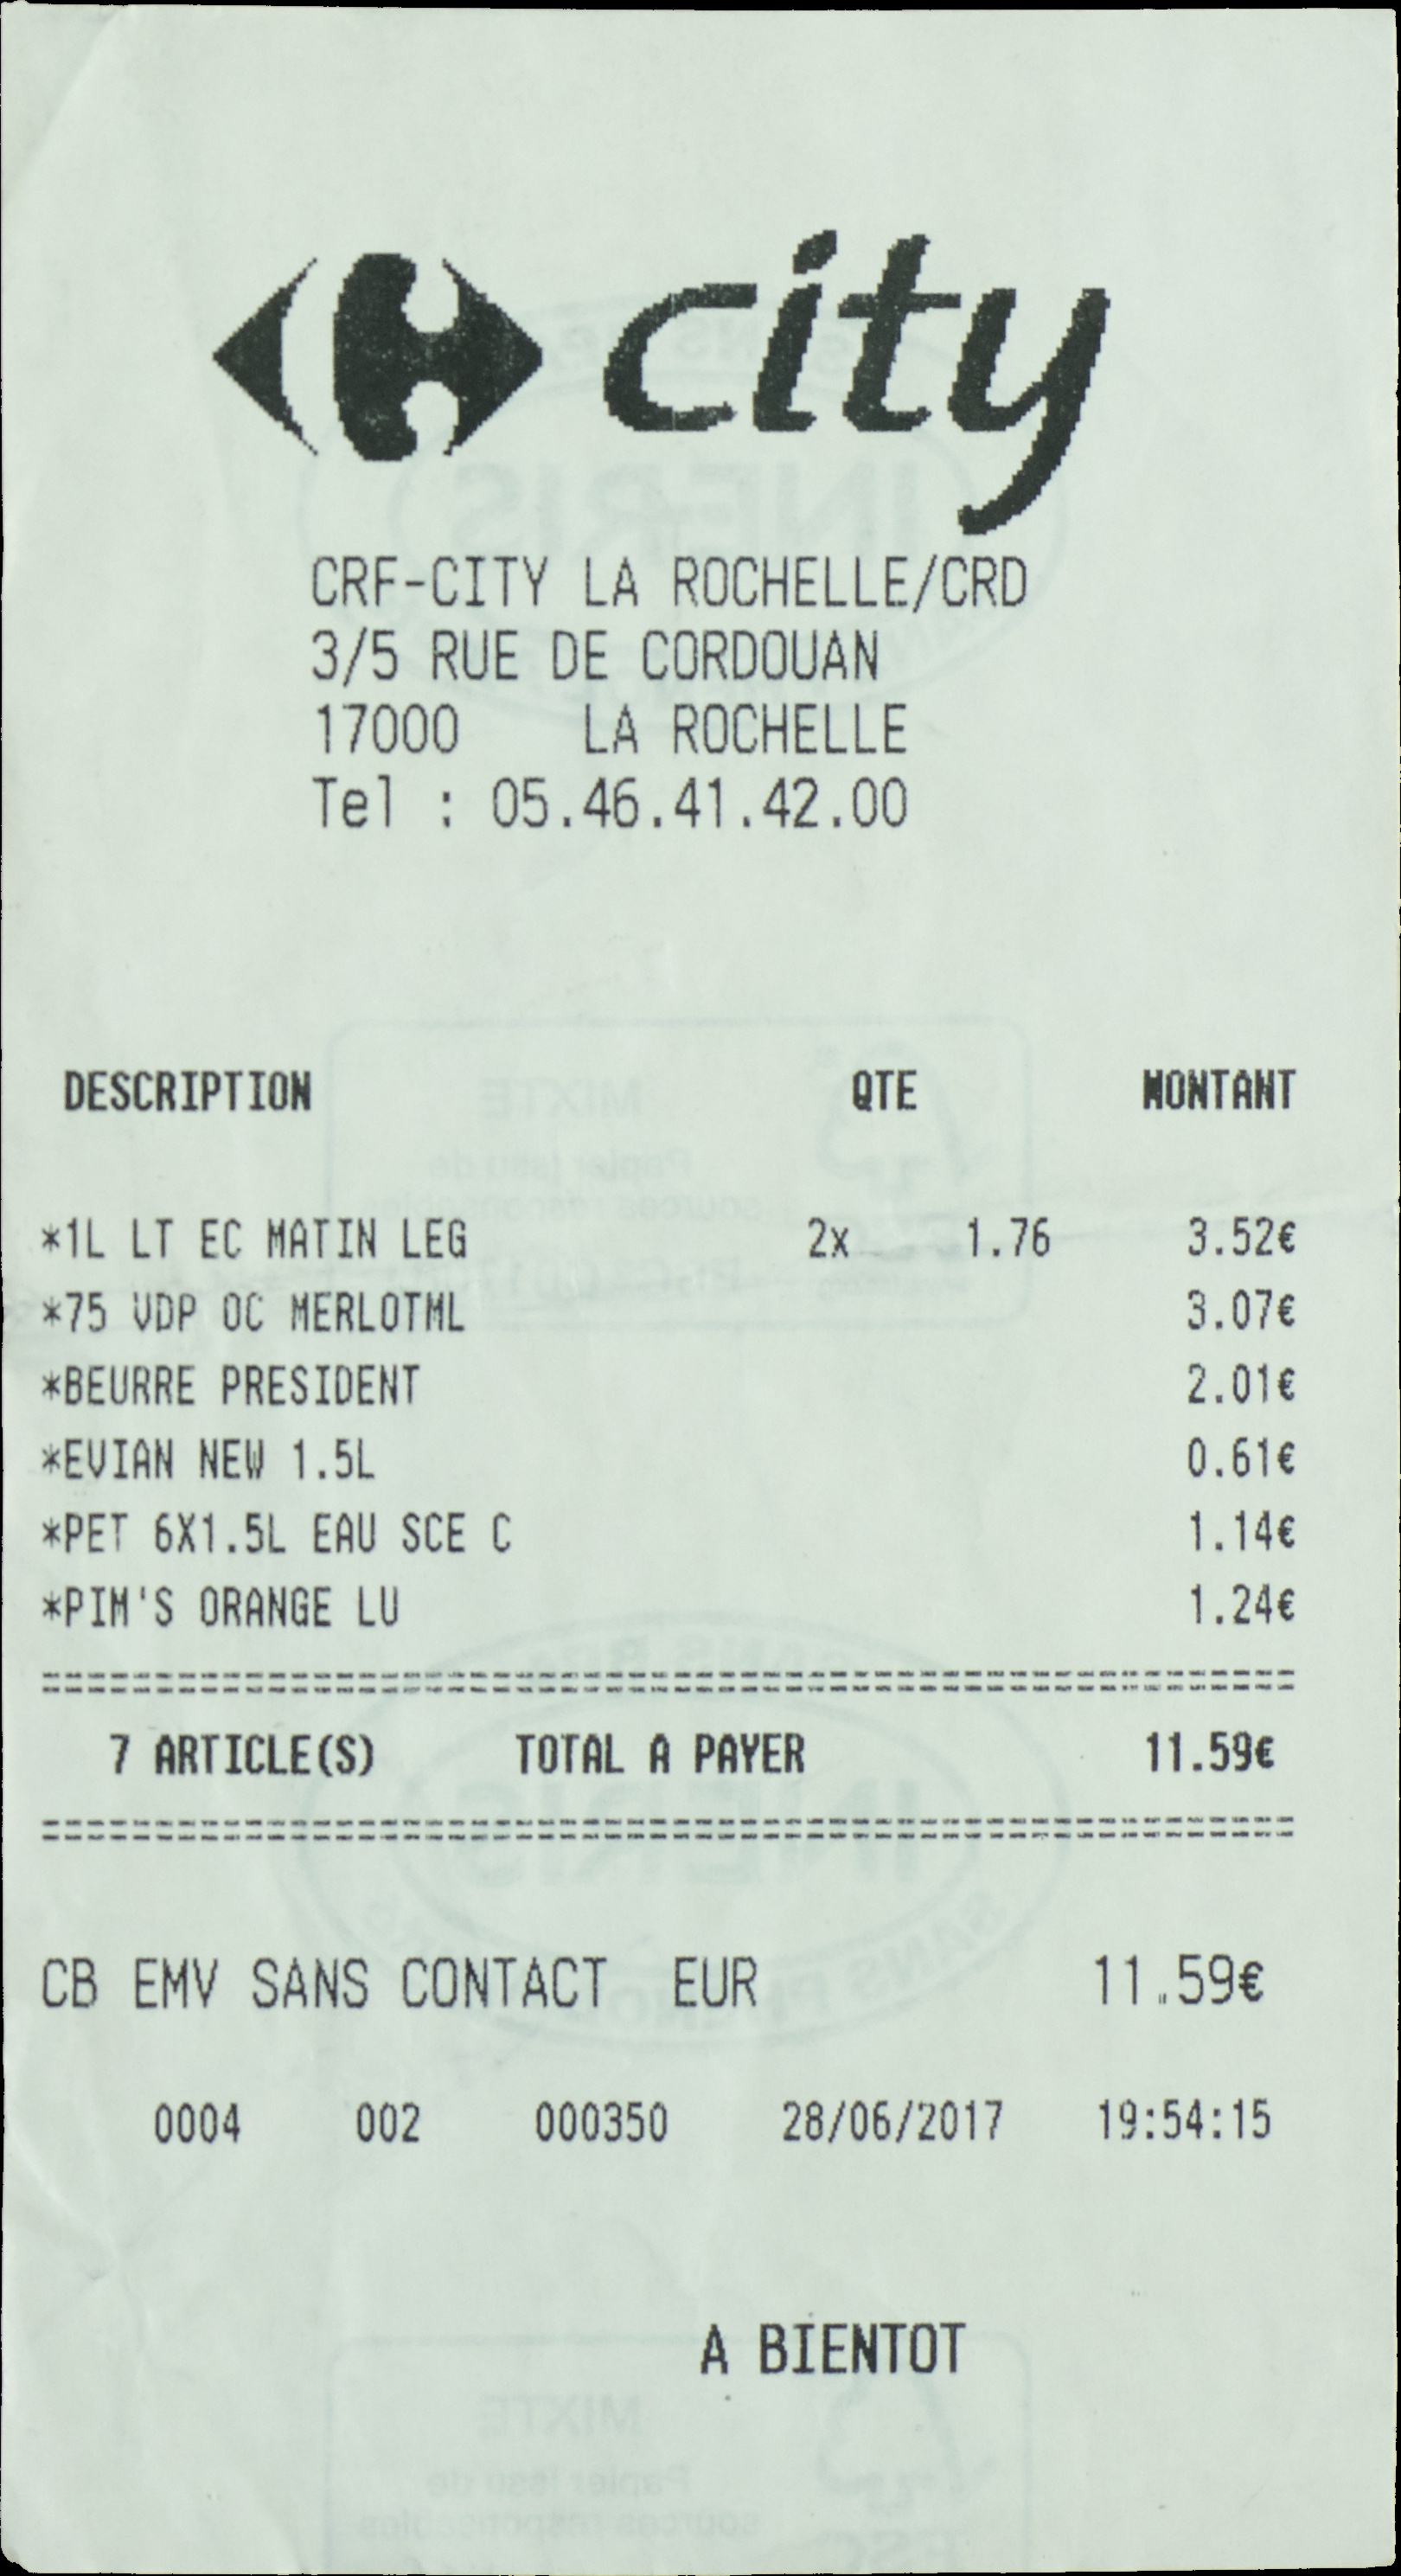 city
CRF-CITY LA ROCHELLE/CRD
3/5 RUE DE CORDOUAN
17000 LA ROCHELLE
Tel : 05.46.41.42.00
DESCRIPTION QTE MONTANT
*1L LT EC MATIN LEG 2x 1.76 3.52€
*75 VDP OC MERLOTML 3.07€
*BEURRE PRESIDENT 2.01€
*EVIAN NEW 1.5L 0.61€
*PET 6X1.5L EAU SCE C 1.14€
*PIM'S ORANGE LU 1.24€
========================================================
7 ARTICLE(S) TOTAL A PAYER 11.59€
========================================================
CB EMV SANS CONTACT EUR 11.59€
0004 002 000350 28/06/2017 19:54:15
A BIENTOT